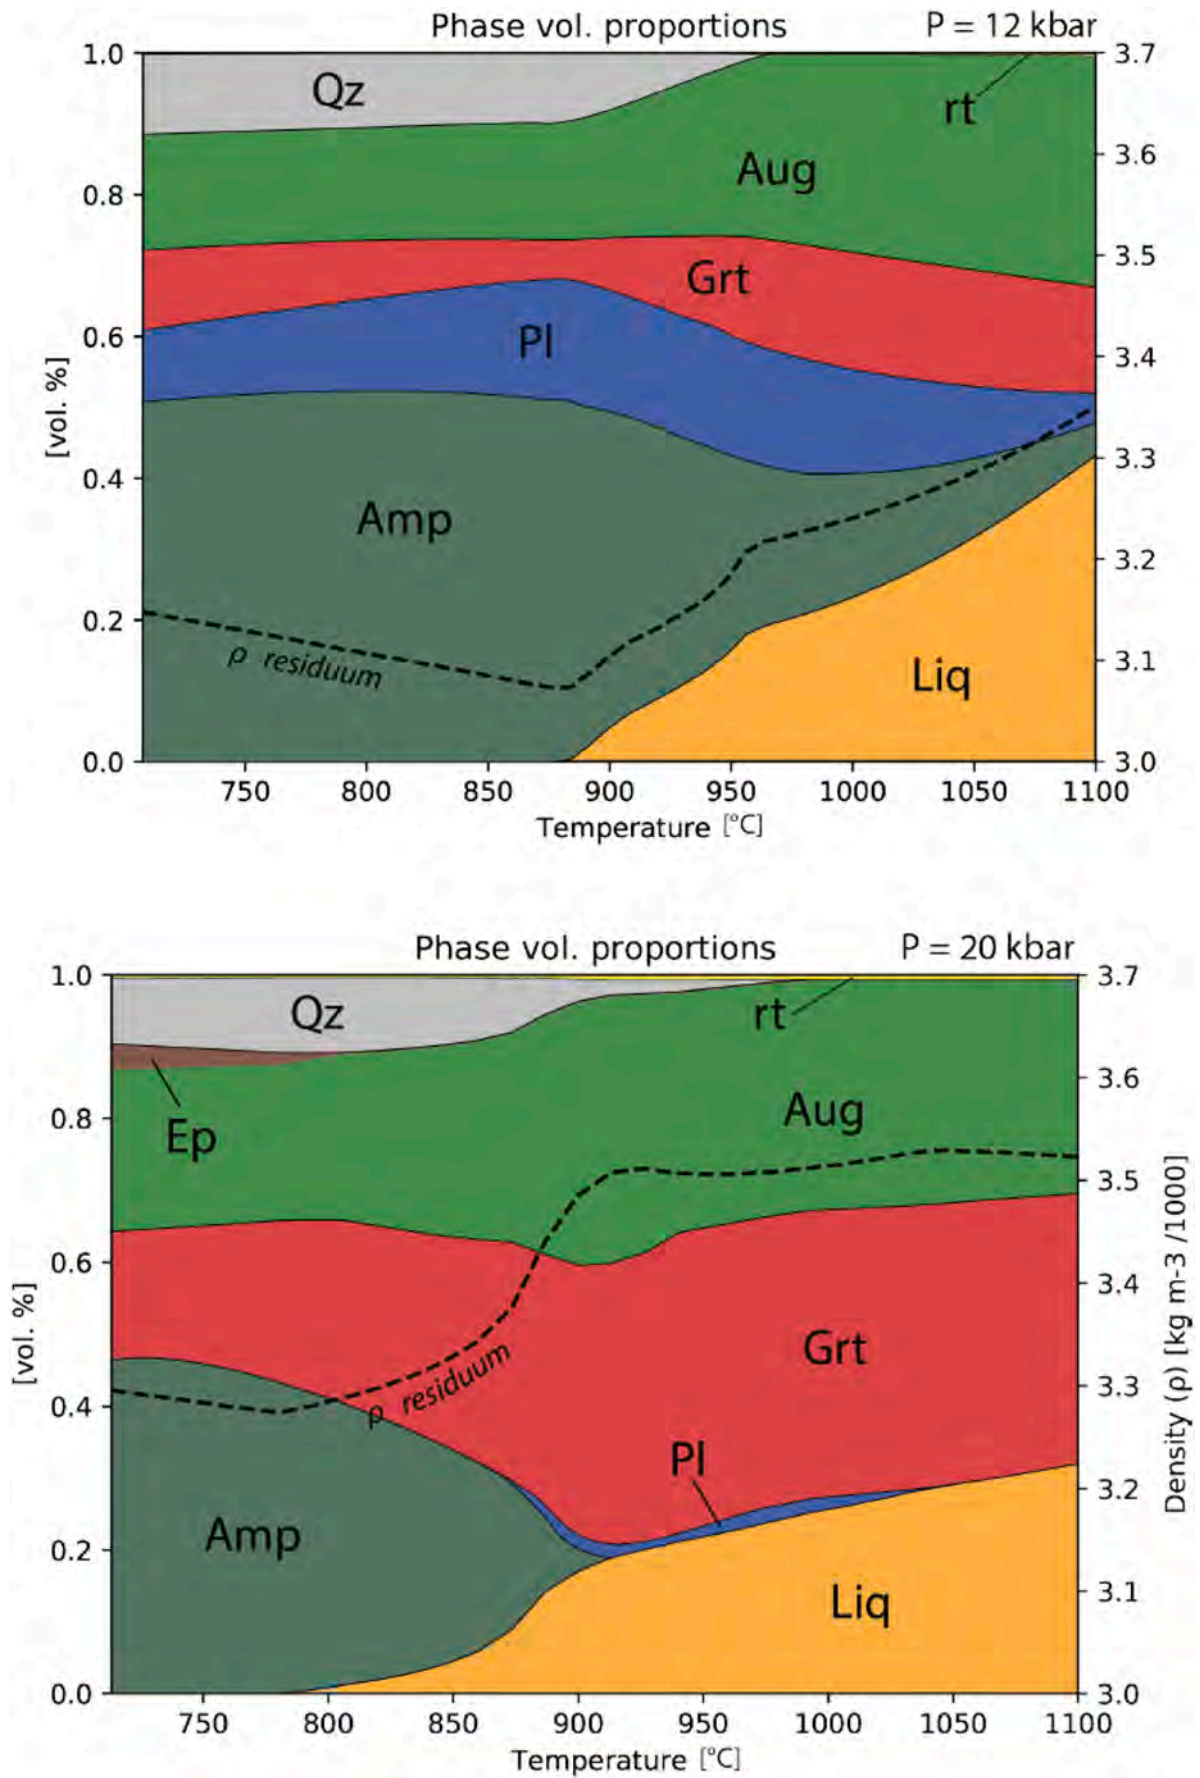 Phase vol. proportions P = 12 kbar
1.0 3.7
Qz
rt
3.6
Aug
0.8
3.5
Grt
0.6 Pl
3.4
[vol. %]
0.4 3.3
Amp
3.2
0.2
ρ residuum
3.1
Liq
0.0 3.0
750 800 850 900 950 1000 1050 1100
Temperature [°C]
Phase vol. proportions P = 20 kbar
1.0 3.7
Qz
rt
3.6
0.8 Aug
Ep
3.5
0.6
3.4
[vol. %]
Grt
Density (ρ) [kg m-3 /1000]
0.4 3.3
ρ residuum
Pl
3.2
0.2
Amp
3.1
Liq
0.0 3.0
750 800 850 900 950 1000 1050 1100
Temperature [°C]